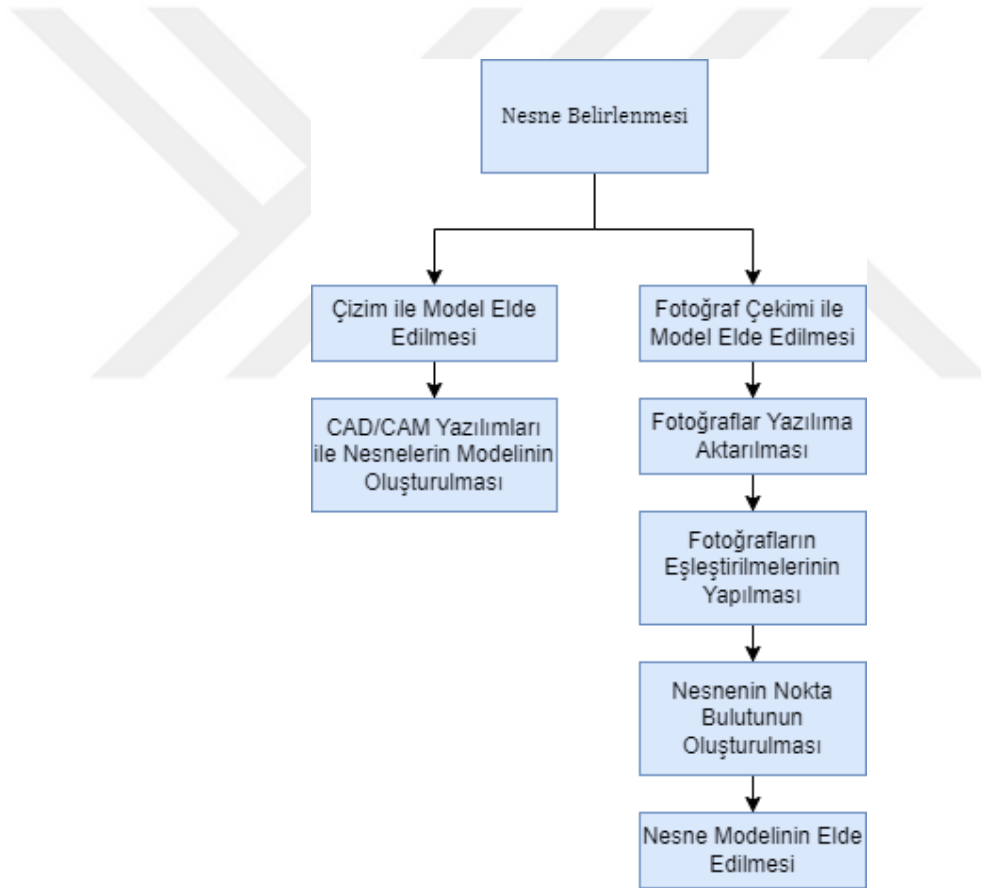 Nesne Belirlenmesi
Çizim ile Model Elde
Edilmesi
CAD/CAM Yazılımları
ile Nesnelerin Modelinin
Oluşturulması
Fotoğraf Çekimi ile
Model Elde Edilmesi
Fotoğraflar Yazılıma
Aktarılması
Fotoğrafların
Eşleştirilmelerinin
Yapılması
Nesnenin Nokta
Bulutunun
Oluşturulması
Nesne Modelinin Elde
Edilmesi